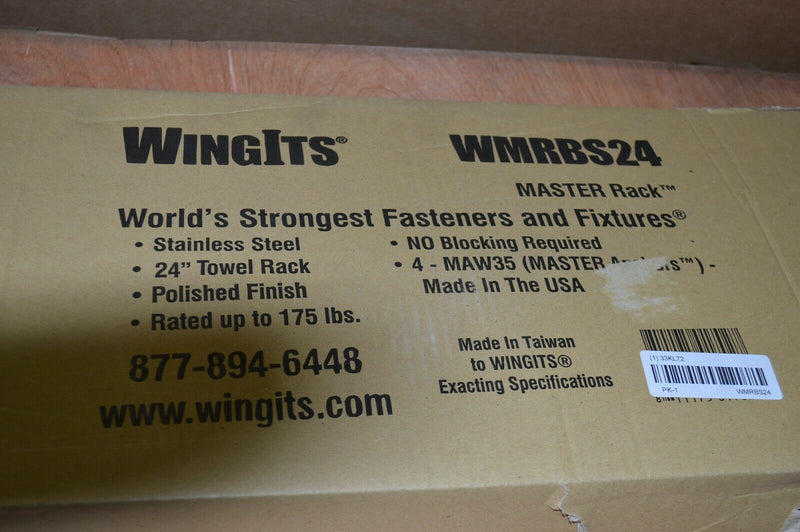 WINGITS® WMRBS24
MASTER Rack™
World's Strongest Fasteners and Fixtures®
• Stainless Steel
• 24" Towel Rack
• Polished Finish
• Rated up to 175 lbs.
• NO Blocking Required
• 4 - MAW35 (MASTER ™) -
Made In The USA
877-894-6448
www.wingits.com
Made In Taiwan
to WINGITS®
Exacting Specifications
(1) 33KL72
PK-1 WMRBS24